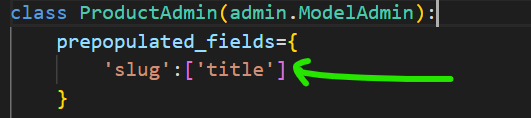 class ProductAdmin(admin.ModelAdmin):
    prepopulated_fields={
        'slug':['title']
    }